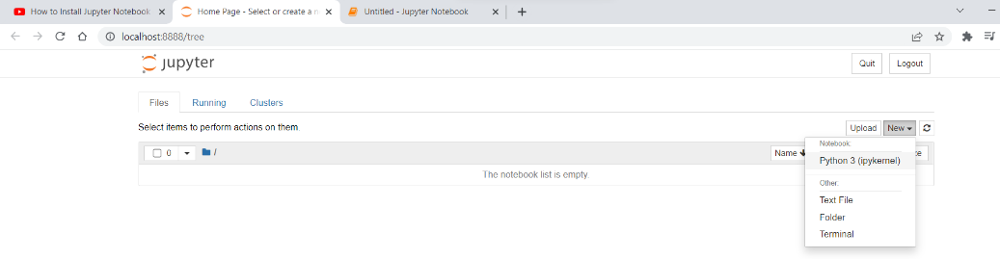 How to Install Jupyter Notebook
Home Page - Select or create a n
Untitled - Jupyter Notebook
localhost:8888/tree
jupyter
Quit
Logout
Files
Running
Clusters
Select items to perform actions on them.
Upload
New
0
/
Name
Notebook:
Python 3 (ipykernel)
The notebook list is empty.
Other:
Text File
Folder
Terminal